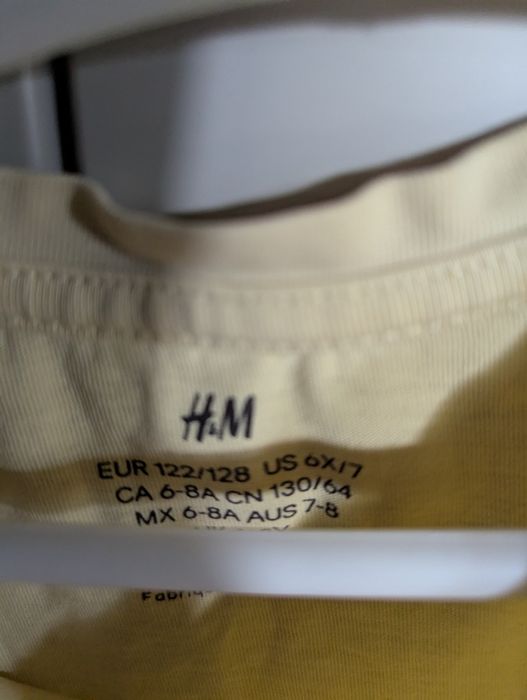 H&M
EUR 122/128 US 6X/7
CA 6-8A CN 130/64
MX 6-8A AUS 7-8